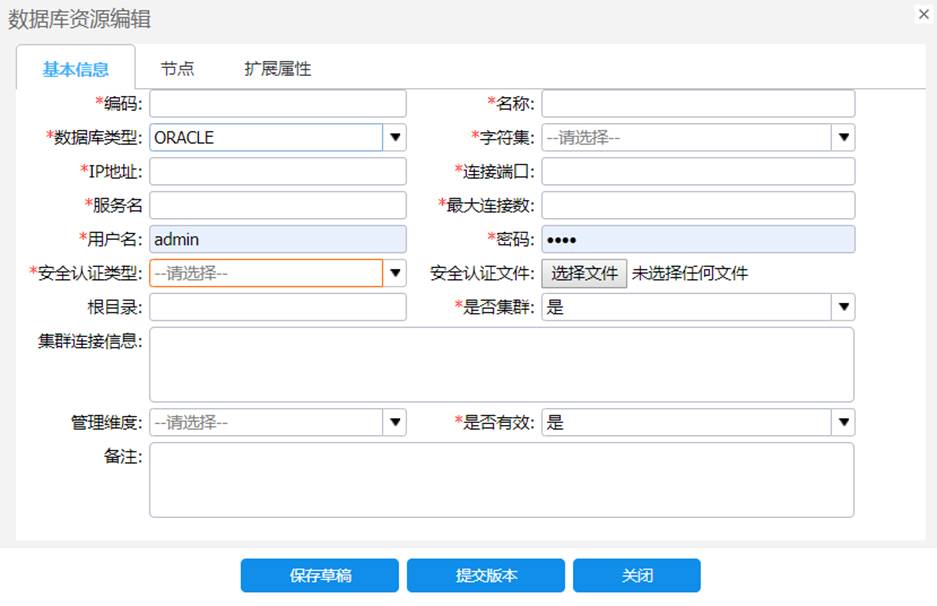 数据库资源编辑 ×
基本信息 节点 扩展属性
*编码: *名称:
*数据库类型: ORACLE *字符集: --请选择--
*IP地址: *连接端口:
*服务名 *最大连接数:
*用户名: admin *密码: ••••
*安全认证类型: --请选择-- 安全认证文件: 选择文件 未选择任何文件
根目录: *是否集群: 是
集群连接信息:
管理维度: --请选择-- *是否有效: 是
备注:
保存草稿 提交版本 关闭